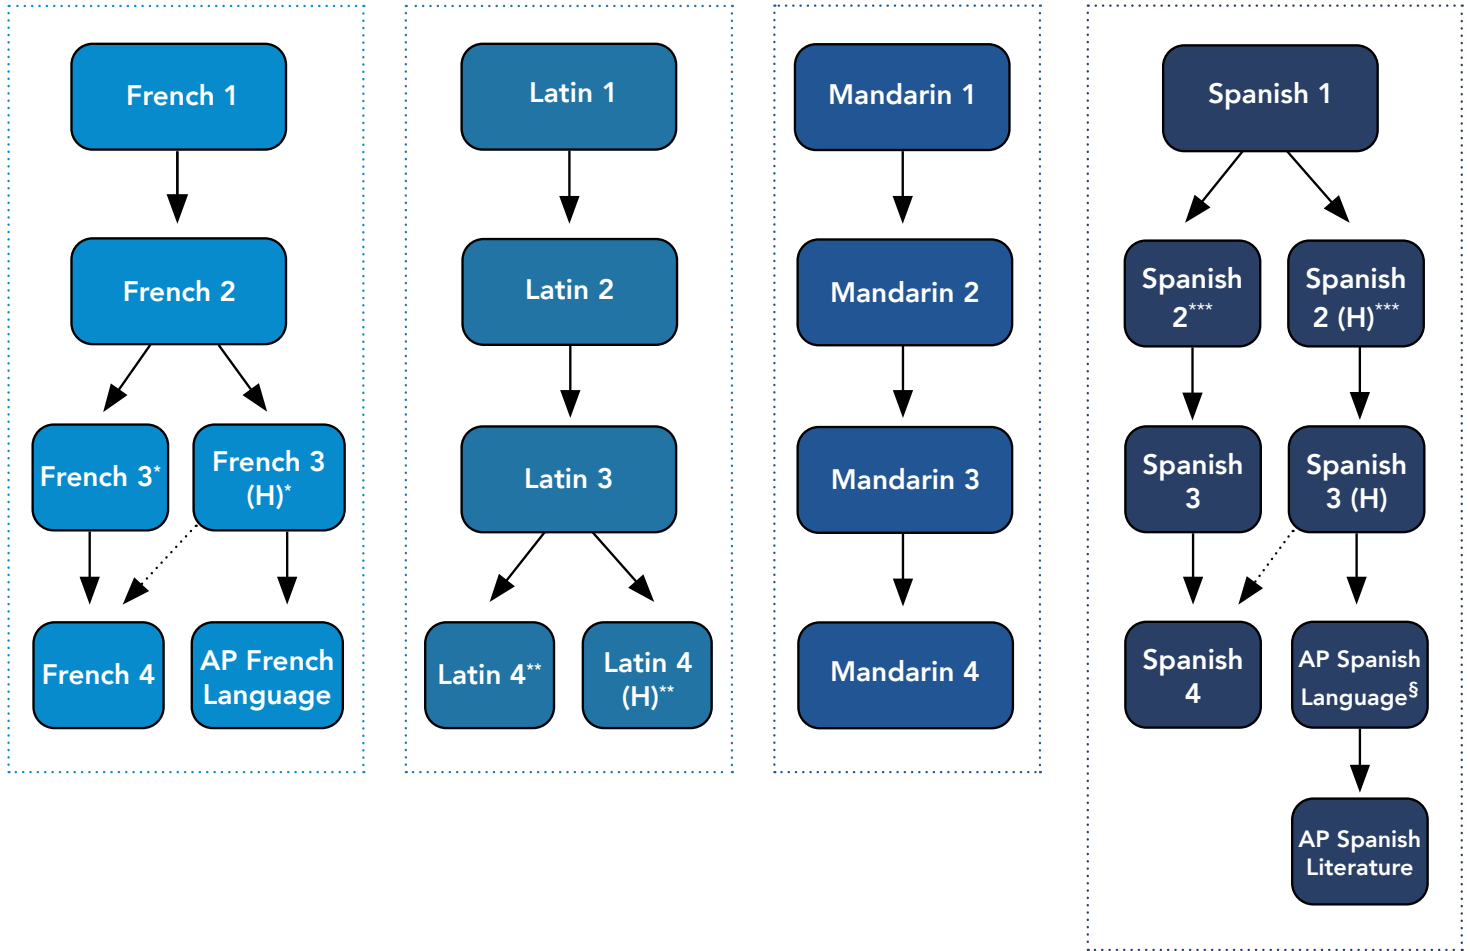 French 1
French 2
French 3*
French 3
(H)*
French 4
AP French
Language
Latin 1
Latin 2
Latin 3
Latin 4**
Latin 4
(H)**
Mandarin 1
Mandarin 2
Mandarin 3
Mandarin 4
Spanish 1
Spanish
2***
Spanish
2 (H)***
Spanish
3
Spanish
3 (H)
Spanish
4
AP Spanish
Language§
AP Spanish
Literature